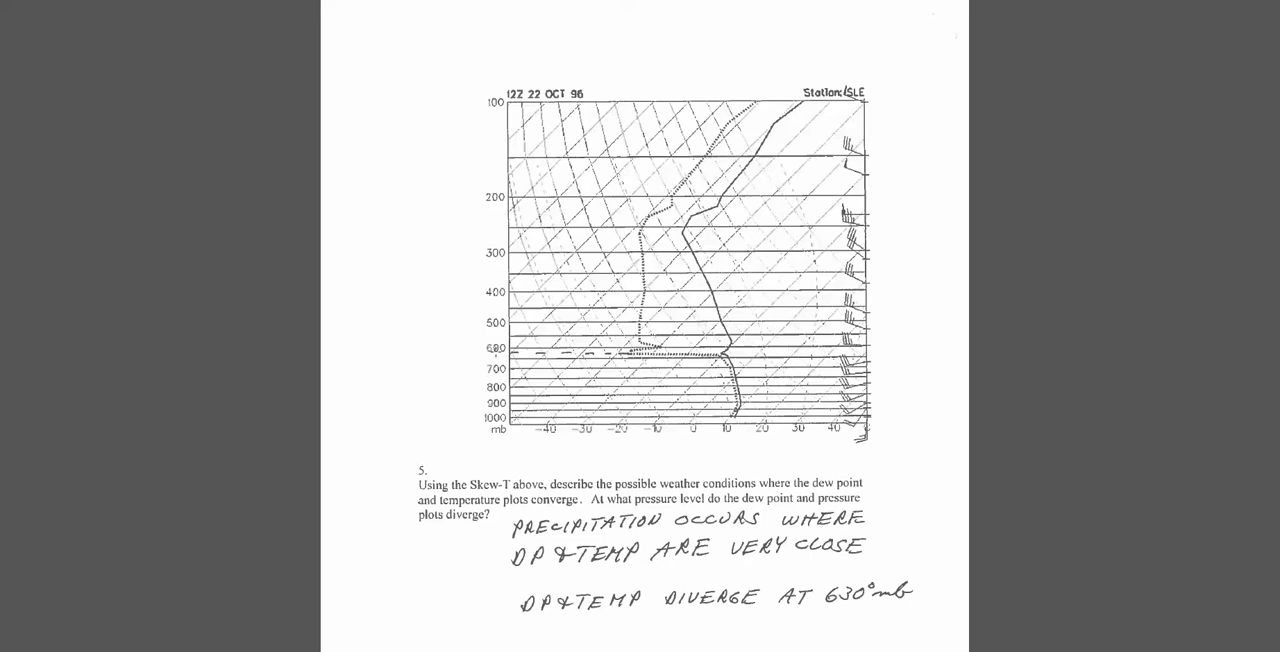 12Z 22 OCT 96 Station:/SLE
100
200
300
400
500
600
700
800
900
1000
mb -40 -30 -20 -10 0 10 20 30 40
5.
Using the Skew-T above, describe the possible weather conditions where the dew point
and temperature plots converge. At what pressure level do the dew point and pressure
plots diverge?
PRECIPITATION OCCURS WHERE
DP & TEMP ARE VERY CLOSE
DP & TEMP DIVERGE AT 630° mb